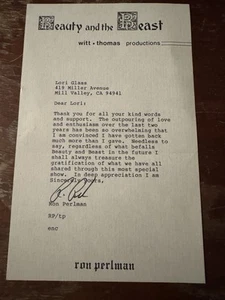 Beauty and the Beast
witt • thomas productions
Lori Glass
419 Miller Avenue
Mill Valley, CA 94941
Dear Lori:
Thank you for all your kind words
and support. The outpouring of love
and enthusiasm over the last two
years has been so overwhelming that
I am convinced I have gotten back
much more than I gave. Needless to
say, regardless of what befalls
Beauty and Beast in the future I
shall always treasure the
gratification of what we have all
shared through this most special
show. In deep appreciation I am
Sincerely yours,
Ron Perlman
RP/tp
enc
ron perlman